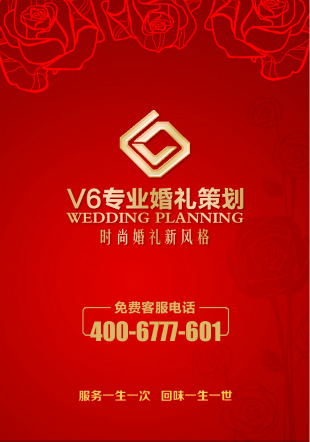 V6专业婚礼策划
WEDDING PLANNING
时尚婚礼新风格
免费客服电话
400-6777-601
服务一生一次 回味一生一世